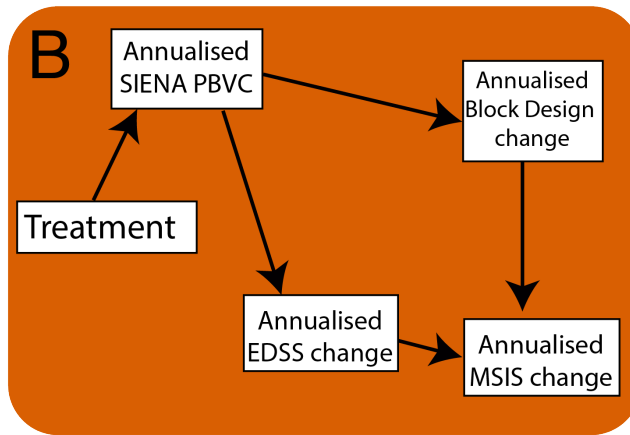 B
Annualised
SIENA PBVC
Annualised
Block Design
change
Treatment
Annualised
EDSS change
Annualised
MSIS change